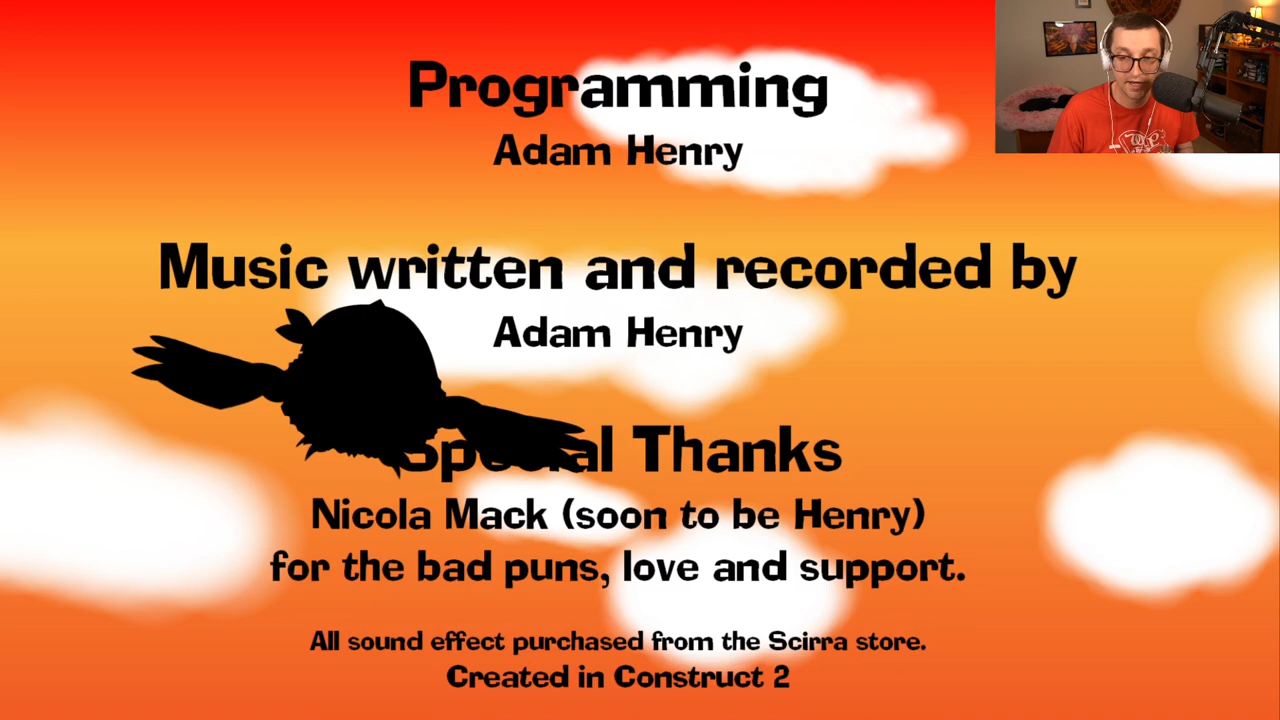 Programming
Adam Henry
Music written and recorded by
Adam Henry
Special Thanks
Nicola Mack (soon to be Henry)
for the bad puns, love and support.
All sound effect purchased from the Scirra store.
Created in Construct 2